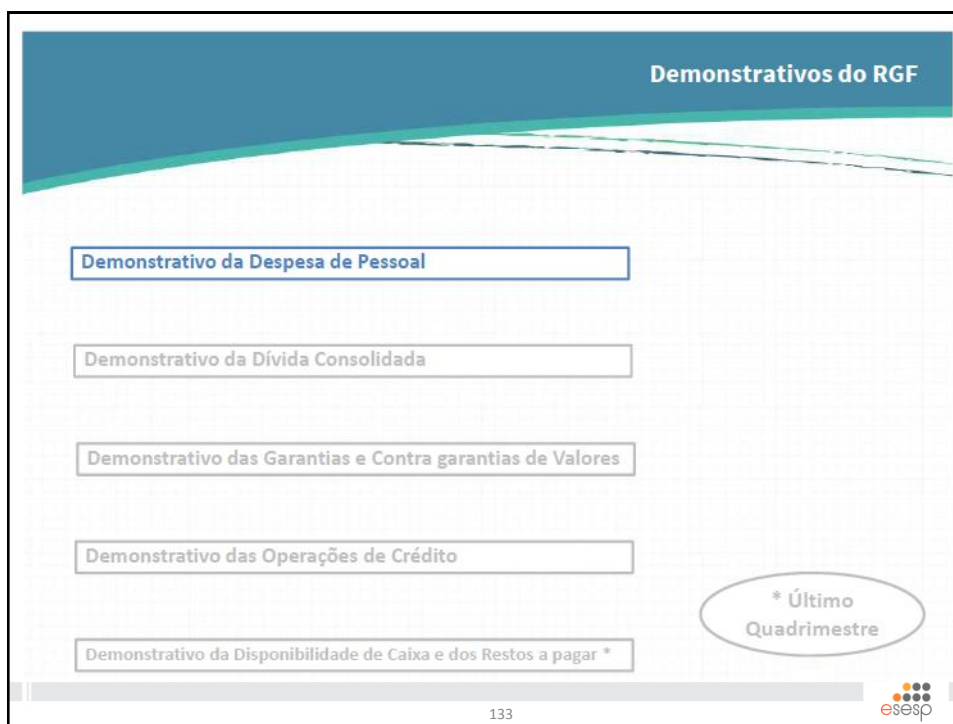 Demonstrativos do RGF
Demonstrativo da Despesa de Pessoal
Demonstrativo da Dívida Consolidada
Demonstrativo das Garantias e Contra garantias de Valores
Demonstrativo das Operações de Crédito
* Último
Quadrimestre
Demonstrativo da Disponibilidade de Caixa e dos Restos a pagar *
133
esesp